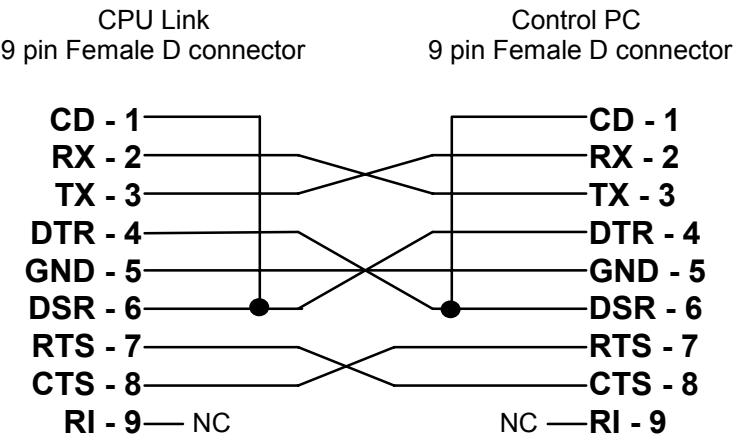 CPU Link
9 pin Female D connector
Control PC
9 pin Female D connector
CD - 1
RX - 2
TX - 3
DTR - 4
GND - 5
DSR - 6
RTS - 7
CTS - 8
RI - 9 NC
CD - 1
RX - 2
TX - 3
DTR - 4
GND - 5
DSR - 6
RTS - 7
CTS - 8
NC RI - 9